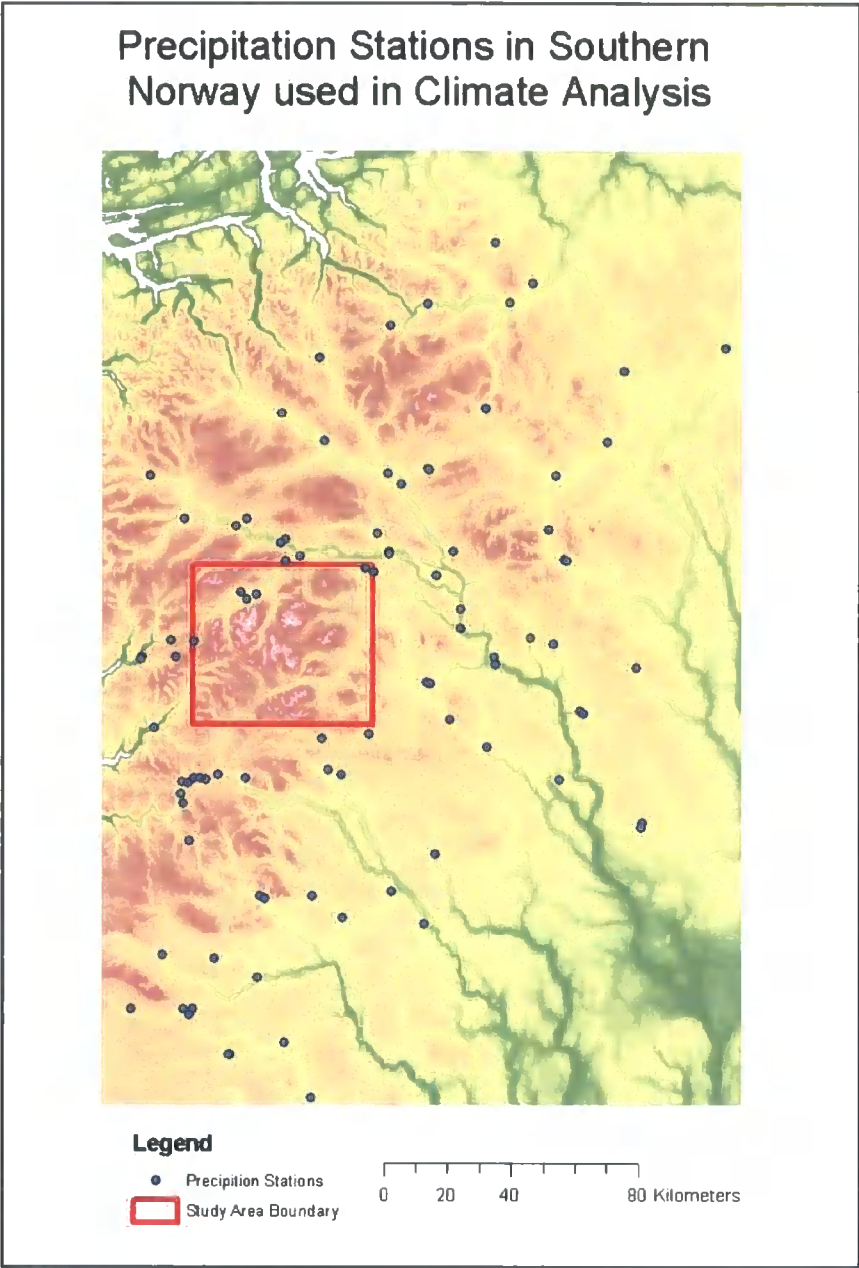 Precipitation Stations in Southern
Norway used in Climate Analysis
Legend
Precipition Stations
Study Area Boundary
0 20 40 80 Kilometers